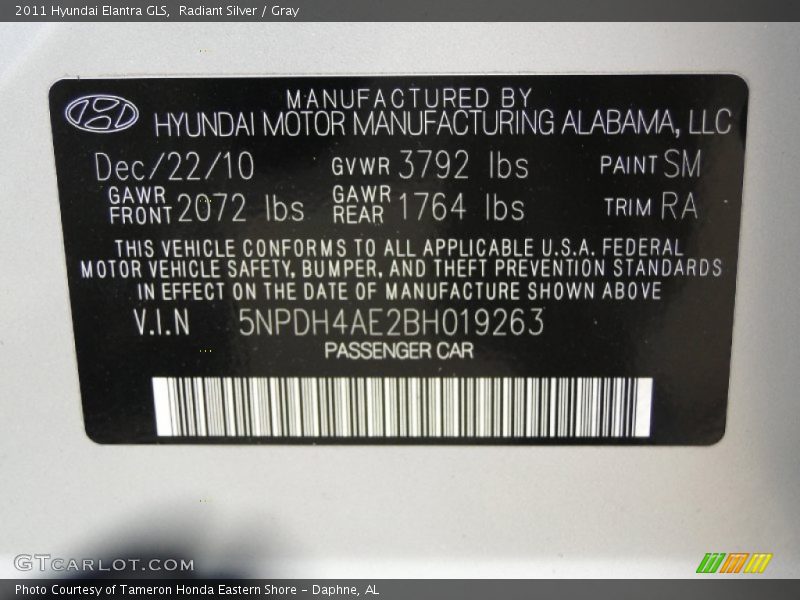 2011 Hyundai Elantra GLS,  Radiant Silver / Gray
MANUFACTURED BY
HYUNDAI MOTOR MANUFACTURING ALABAMA, LLC
Dec/22/10 GVWR 3792 lbs PAINT SM
GAWR FRONT 2072 lbs GAWR REAR 1764 lbs TRIM RA
THIS VEHICLE CONFORMS TO ALL APPLICABLE U.S.A. FEDERAL
MOTOR VEHICLE SAFETY, BUMPER, AND THEFT PREVENTION STANDARDS
IN EFFECT ON THE DATE OF MANUFACTURE SHOWN ABOVE
V.I.N 5NPDH4AE2BH019263
PASSENGER CAR
GTCARLOT.COM
Photo Courtesy of Tameron Honda Eastern Shore – Daphne, AL